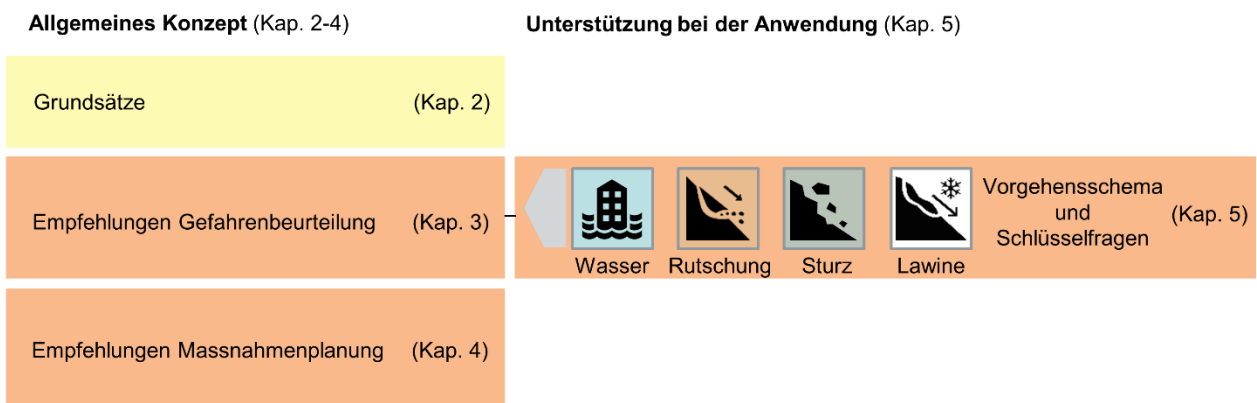 Allgemeines Konzept (Kap. 2-4)
Unterstützung bei der Anwendung (Kap. 5)
Grundsätze (Kap. 2)
Empfehlungen Gefahrenbeurteilung (Kap. 3)
Wasser Rutschung Sturz Lawine
Vorgehensschema
und
Schlüsselfragen
(Kap. 5)
Empfehlungen Massnahmenplanung (Kap. 4)